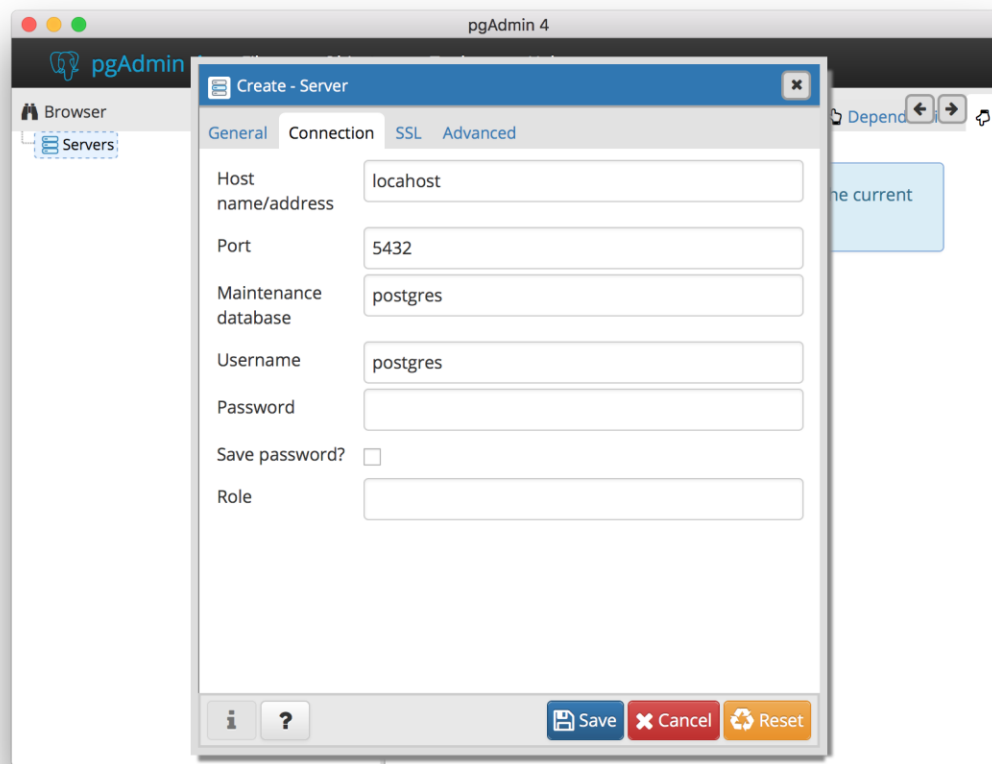 pgAdmin 4
pgAdmin
Browser
Servers
Create - Server
General Connection SSL Advanced
Host
name/address
locahost
Port
5432
Maintenance
database
postgres
Username
postgres
Password
Save password?
Role
i ? Save Cancel Reset
Depend
he current